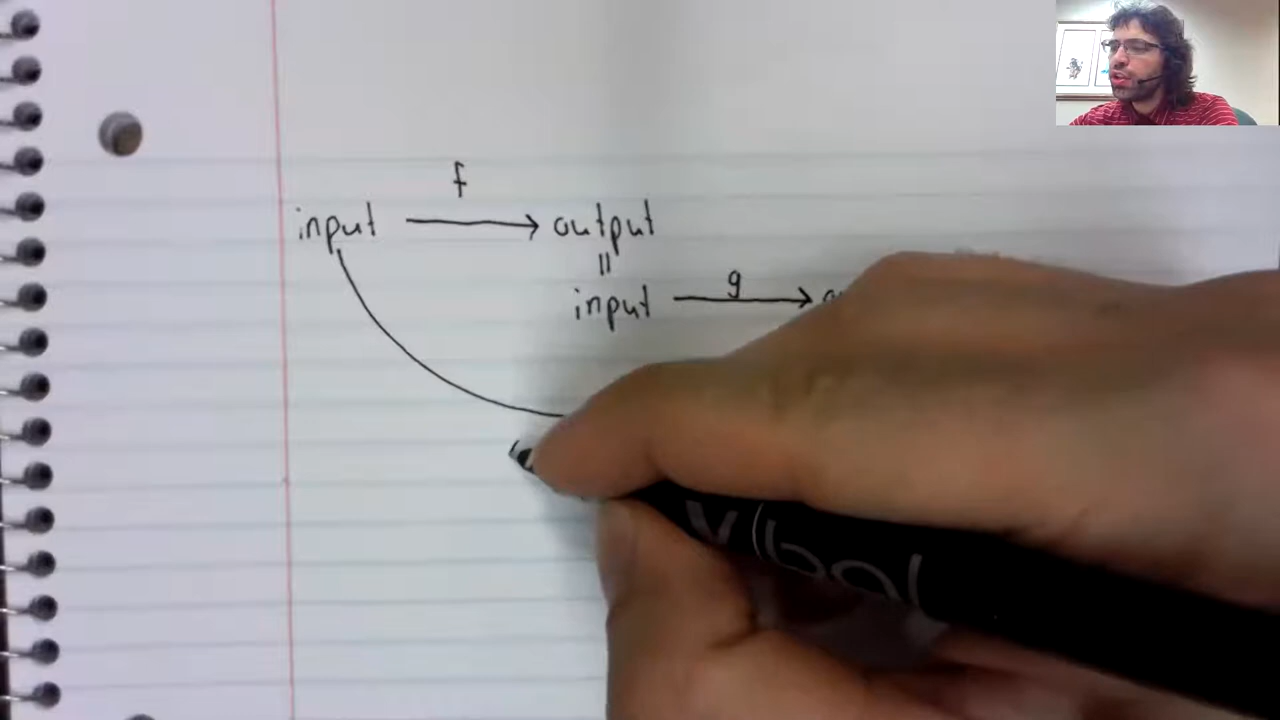 f
input → output
=
input → g